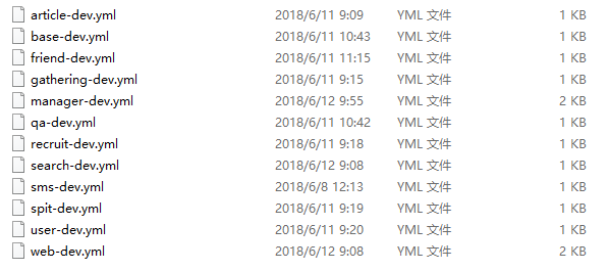 article-dev.yml 2018/6/11 9:09 YML 文件 1 KB
base-dev.yml 2018/6/11 10:43 YML 文件 1 KB
friend-dev.yml 2018/6/11 11:15 YML 文件 1 KB
gathering-dev.yml 2018/6/11 9:15 YML 文件 1 KB
manager-dev.yml 2018/6/12 9:55 YML 文件 2 KB
qa-dev.yml 2018/6/11 10:42 YML 文件 1 KB
recruit-dev.yml 2018/6/11 9:18 YML 文件 1 KB
search-dev.yml 2018/6/12 9:08 YML 文件 1 KB
sms-dev.yml 2018/6/8 12:13 YML 文件 1 KB
spit-dev.yml 2018/6/11 9:19 YML 文件 1 KB
user-dev.yml 2018/6/11 9:20 YML 文件 1 KB
web-dev.yml 2018/6/12 9:08 YML 文件 2 KB